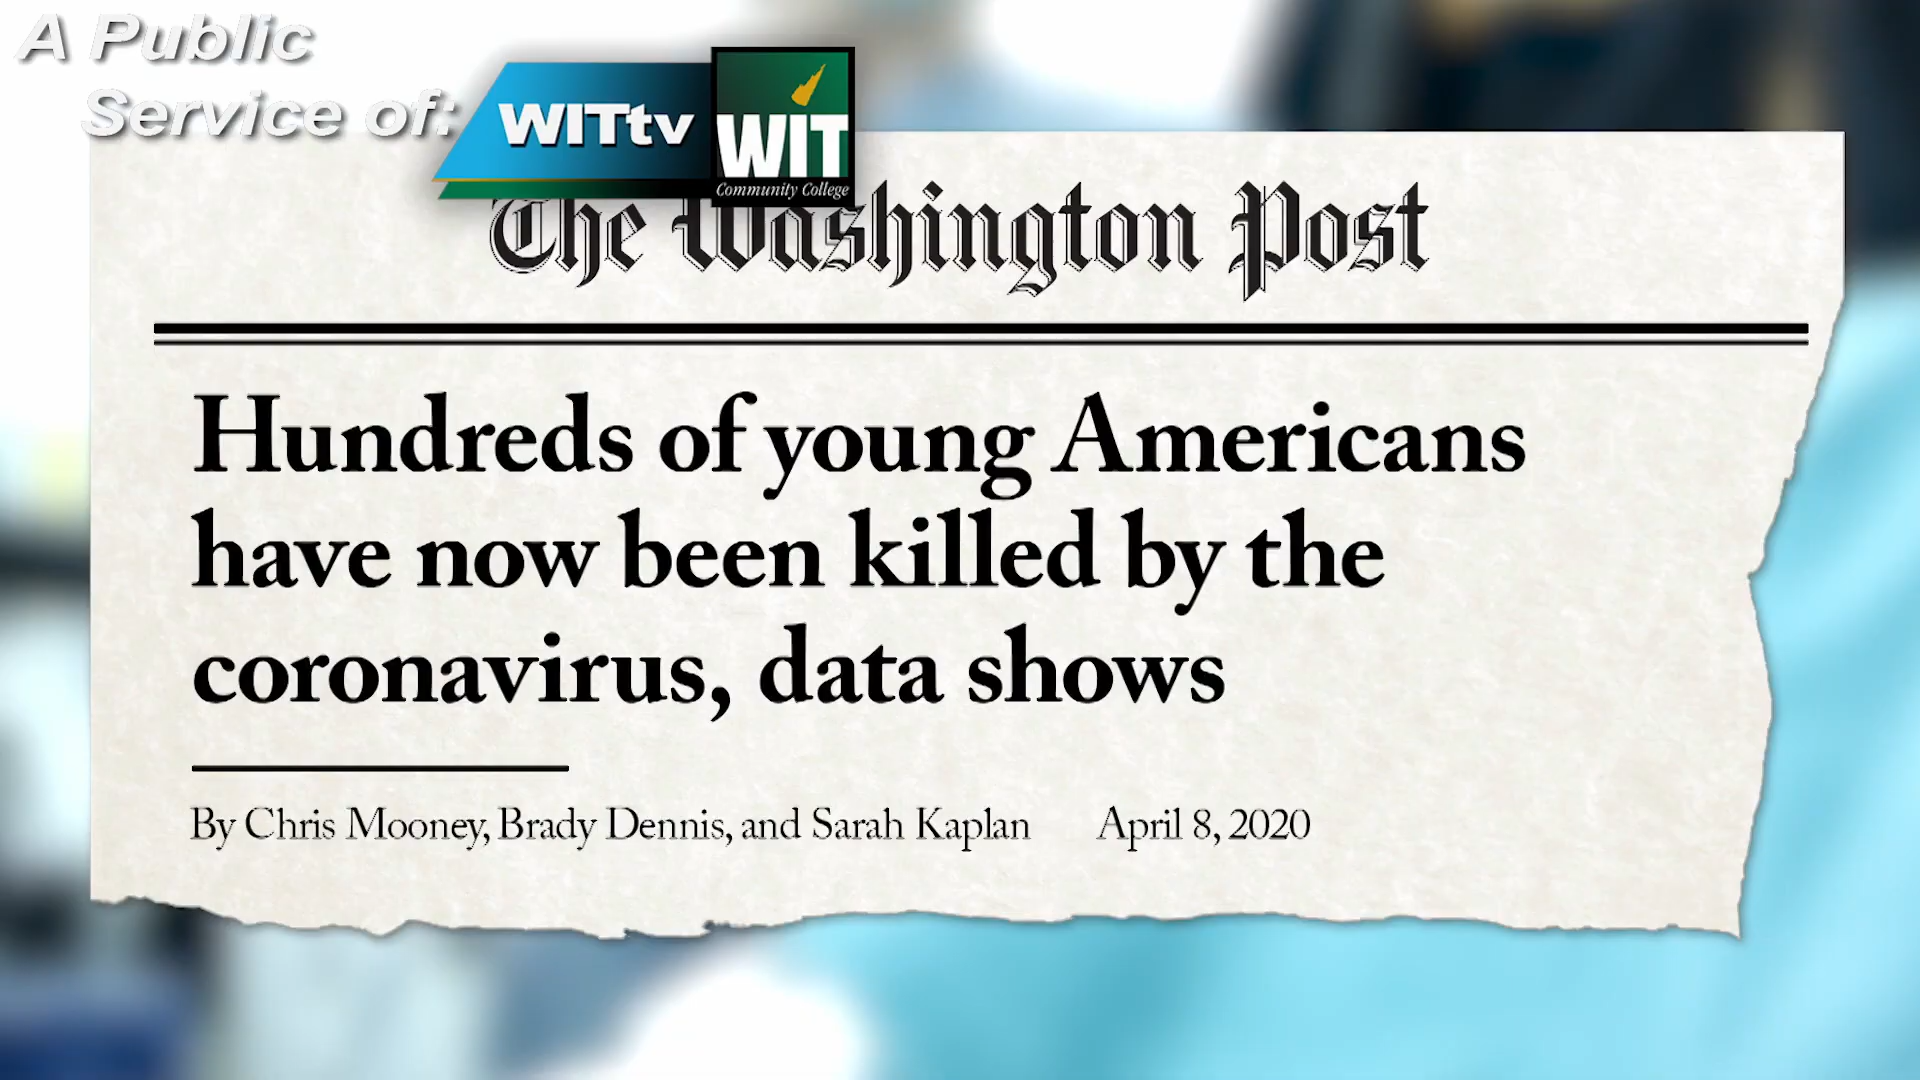 A Public
Service of:
WITtv
WIT
Community College
The Washington Post
Hundreds of young Americans
have now been killed by the
coronavirus, data shows
By Chris Mooney, Brady Dennis, and Sarah Kaplan April 8, 2020